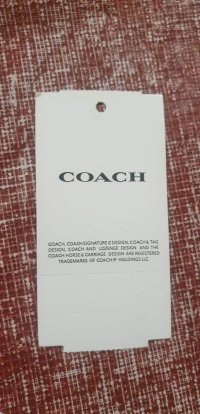 COACH
COACH, COACH SIGNATURE C DESIGN, COACH & TAG
DESIGN, COACH AND LOZENGE DESIGN AND THE
COACH HORSE & CARRIAGE DESIGN ARE REGISTERED
TRADEMARKS OF COACH IP HOLDINGS LLC